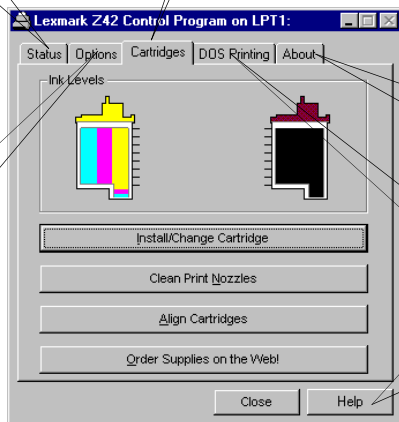 Lexmark Z42 Control Program on LPT1:
Status Options Cartridges DOS Printing About
Ink Levels
Install/Change Cartridge
Clean Print Nozzles
Align Cartridges
Order Supplies on the Web!
Close Help